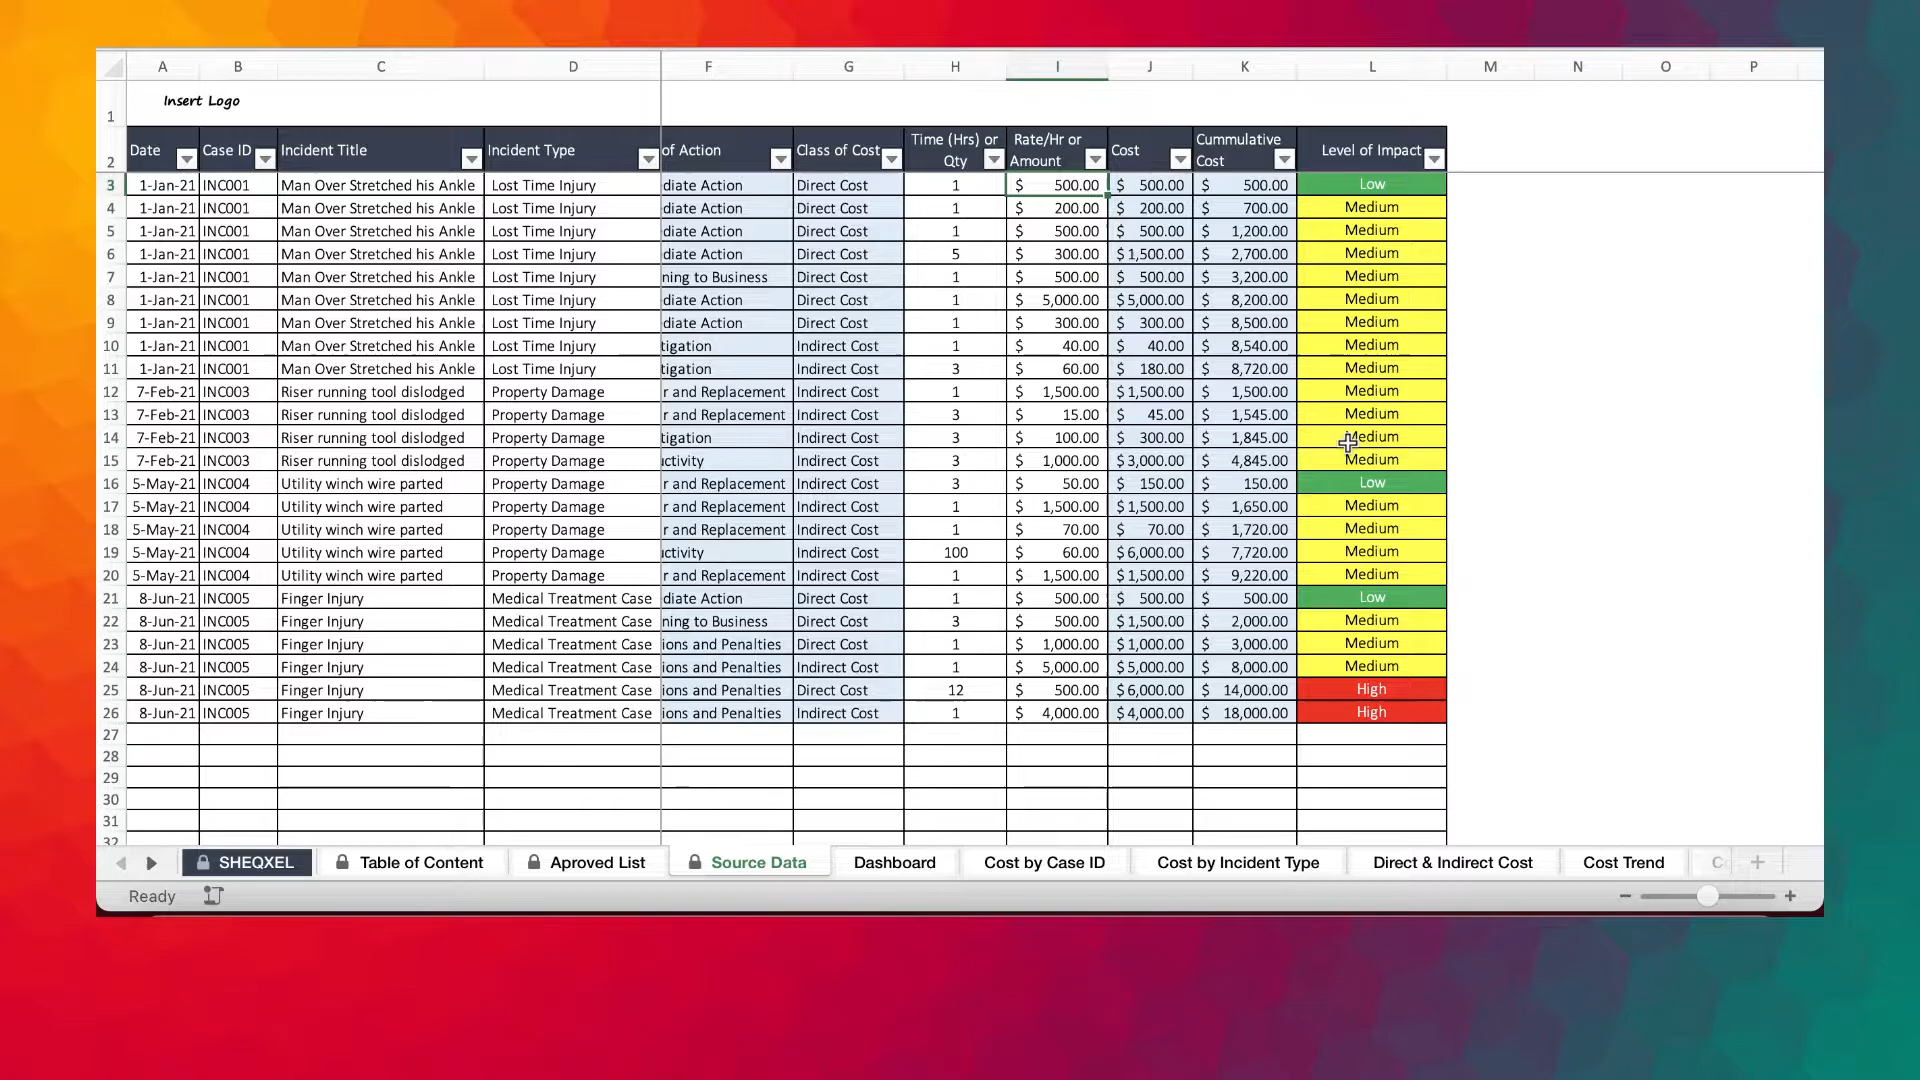 A B C D F G H I J K L M N O P
1 Insert Logo
2 Date Case ID Incident Title Incident Type of Action Class of Cost Time (Hrs) or Qty Rate/Hr or Amount Cost Cummulative Cost Level of Impact
3 1-Jan-21 INC001 Man Over Stretched his Ankle Lost Time Injury diate Action Direct Cost 1 $ 500.00 $ 500.00 $ 500.00 Low
4 1-Jan-21 INC001 Man Over Stretched his Ankle Lost Time Injury diate Action Direct Cost 1 $ 200.00 $ 200.00 $ 700.00 Medium
5 1-Jan-21 INC001 Man Over Stretched his Ankle Lost Time Injury diate Action Direct Cost 1 $ 500.00 $ 500.00 $ 1,200.00 Medium
6 1-Jan-21 INC001 Man Over Stretched his Ankle Lost Time Injury diate Action Direct Cost 5 $ 300.00 $ 1,500.00 $ 2,700.00 Medium
7 1-Jan-21 INC001 Man Over Stretched his Ankle Lost Time Injury ning to Business Direct Cost 1 $ 500.00 $ 500.00 $ 3,200.00 Medium
8 1-Jan-21 INC001 Man Over Stretched his Ankle Lost Time Injury diate Action Direct Cost 1 $ 5,000.00 $ 5,000.00 $ 8,200.00 Medium
9 1-Jan-21 INC001 Man Over Stretched his Ankle Lost Time Injury diate Action Direct Cost 1 $ 300.00 $ 300.00 $ 8,500.00 Medium
10 1-Jan-21 INC001 Man Over Stretched his Ankle Lost Time Injury tigation Indirect Cost 1 $ 40.00 $ 40.00 $ 8,540.00 Medium
11 1-Jan-21 INC001 Man Over Stretched his Ankle Lost Time Injury tigation Indirect Cost 3 $ 60.00 $ 180.00 $ 8,720.00 Medium
12 7-Feb-21 INC003 Riser running tool dislodged Property Damage r and Replacement Indirect Cost 1 $ 1,500.00 $ 1,500.00 $ 1,500.00 Medium
13 7-Feb-21 INC003 Riser running tool dislodged Property Damage r and Replacement Indirect Cost 3 $ 15.00 $ 45.00 $ 1,545.00 Medium
14 7-Feb-21 INC003 Riser running tool dislodged Property Damage tigation Indirect Cost 3 $ 100.00 $ 300.00 $ 1,845.00 Medium
15 7-Feb-21 INC003 Riser running tool dislodged Property Damage uctivity Indirect Cost 3 $ 1,000.00 $ 3,000.00 $ 4,845.00 Medium
16 5-May-21 INC004 Utility winch wire parted Property Damage r and Replacement Indirect Cost 3 $ 50.00 $ 150.00 $ 150.00 Low
17 5-May-21 INC004 Utility winch wire parted Property Damage r and Replacement Indirect Cost 1 $ 1,500.00 $ 1,500.00 $ 1,650.00 Medium
18 5-May-21 INC004 Utility winch wire parted Property Damage r and Replacement Indirect Cost 1 $ 70.00 $ 70.00 $ 1,720.00 Medium
19 5-May-21 INC004 Utility winch wire parted Property Damage uctivity Indirect Cost 100 $ 60.00 $ 6,000.00 $ 7,720.00 Medium
20 5-May-21 INC004 Utility winch wire parted Property Damage r and Replacement Indirect Cost 1 $ 1,500.00 $ 1,500.00 $ 9,220.00 Medium
21 8-Jun-21 INC005 Finger Injury Medical Treatment Case diate Action Direct Cost 1 $ 500.00 $ 500.00 $ 500.00 Low
22 8-Jun-21 INC005 Finger Injury Medical Treatment Case ning to Business Direct Cost 3 $ 500.00 $ 1,500.00 $ 2,000.00 Medium
23 8-Jun-21 INC005 Finger Injury Medical Treatment Case ions and Penalties Direct Cost 1 $ 1,000.00 $ 1,000.00 $ 3,000.00 Medium
24 8-Jun-21 INC005 Finger Injury Medical Treatment Case ions and Penalties Indirect Cost 1 $ 5,000.00 $ 5,000.00 $ 8,000.00 Medium
25 8-Jun-21 INC005 Finger Injury Medical Treatment Case ions and Penalties Direct Cost 12 $ 500.00 $ 6,000.00 $ 14,000.00 High
26 8-Jun-21 INC005 Finger Injury Medical Treatment Case ions and Penalties Indirect Cost 1 $ 4,000.00 $ 4,000.00 $ 18,000.00 High
27
28
29
30
31
32
SHEQXEL Table of Content Aproved List Source Data Dashboard Cost by Case ID Cost by Incident Type Direct & Indirect Cost Cost Trend
Ready